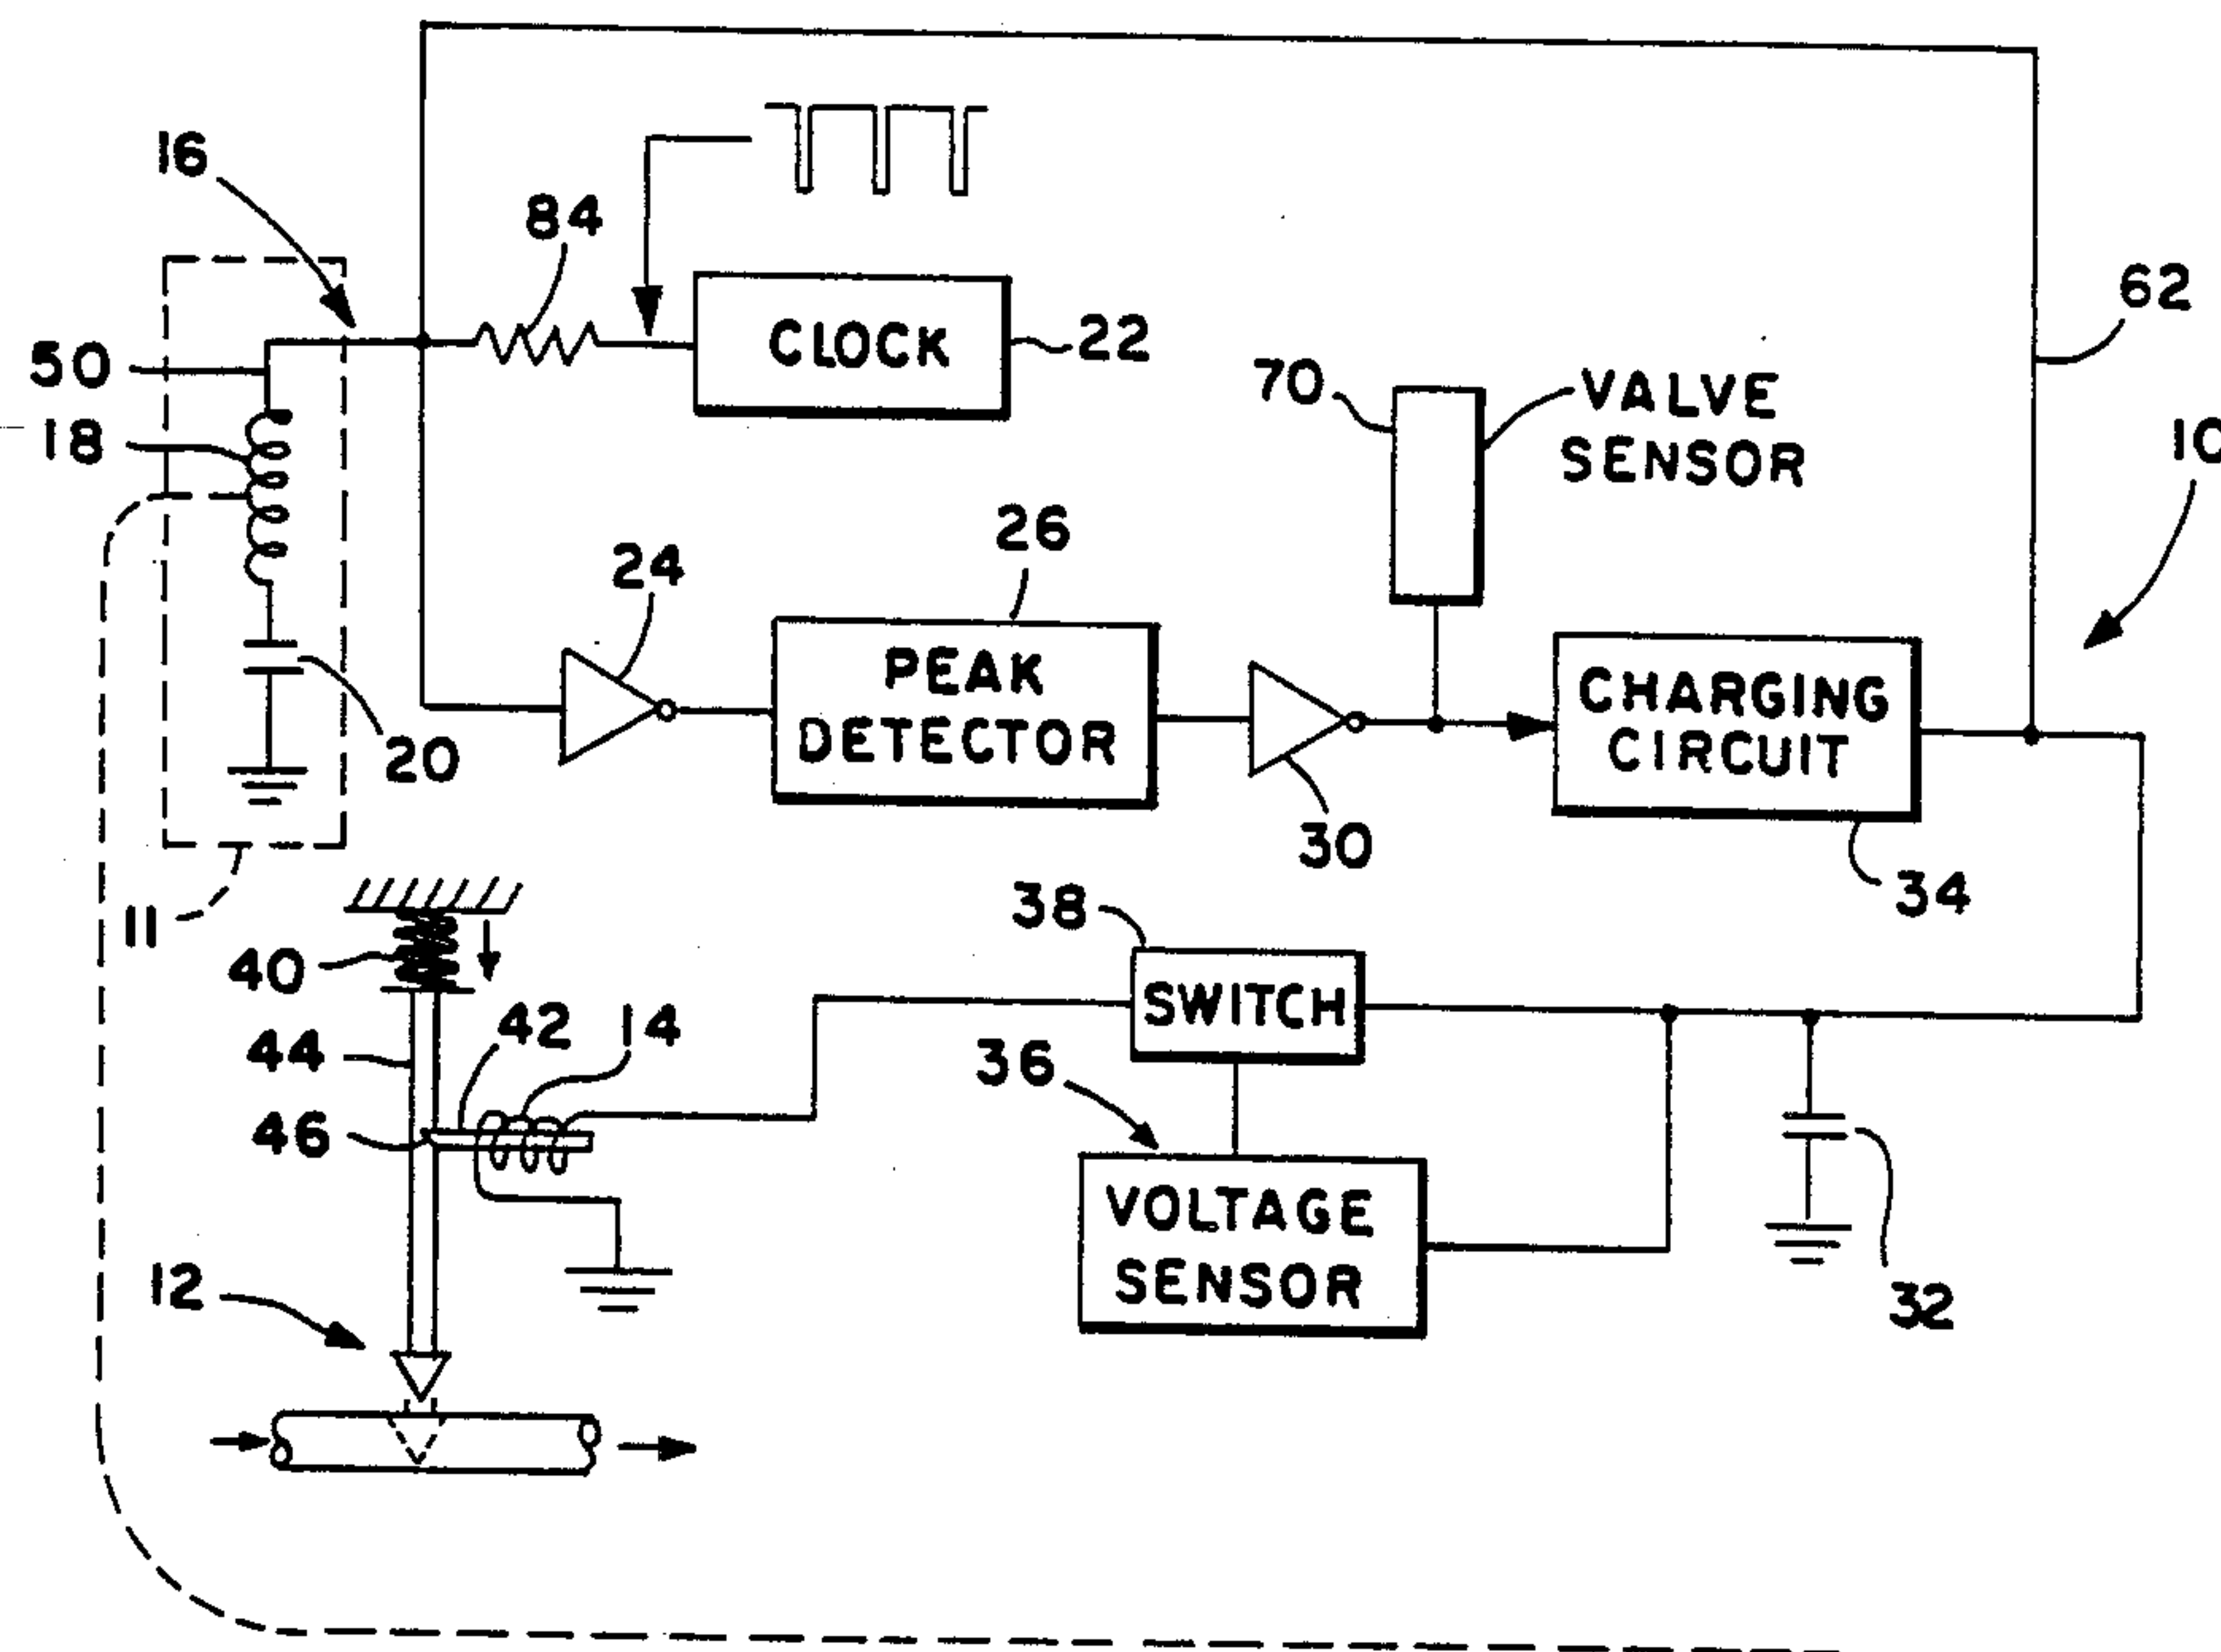 16
84
62
CLOCK
22
50
70
VALVE
SENSOR
18
10
26
24
PEAK
DETECTOR
CHARGING
CIRCUIT
20
30
34
11
38
40
SWITCH
42
14
44
36
46
VOLTAGE
SENSOR
12
32